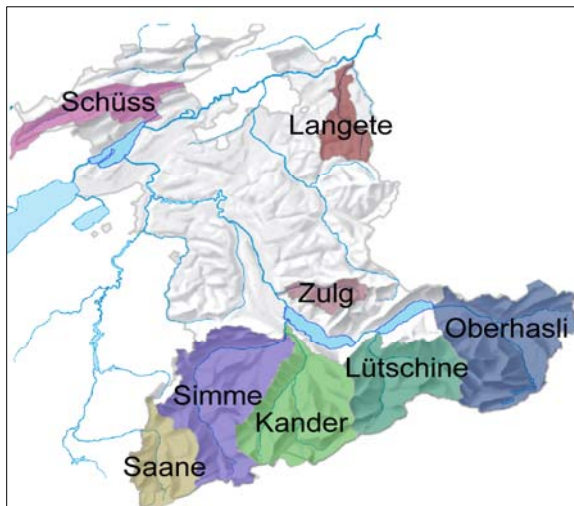 Schüss
Langete
Zulg
Oberhasli
Lütschine
Simme
Kander
Saane